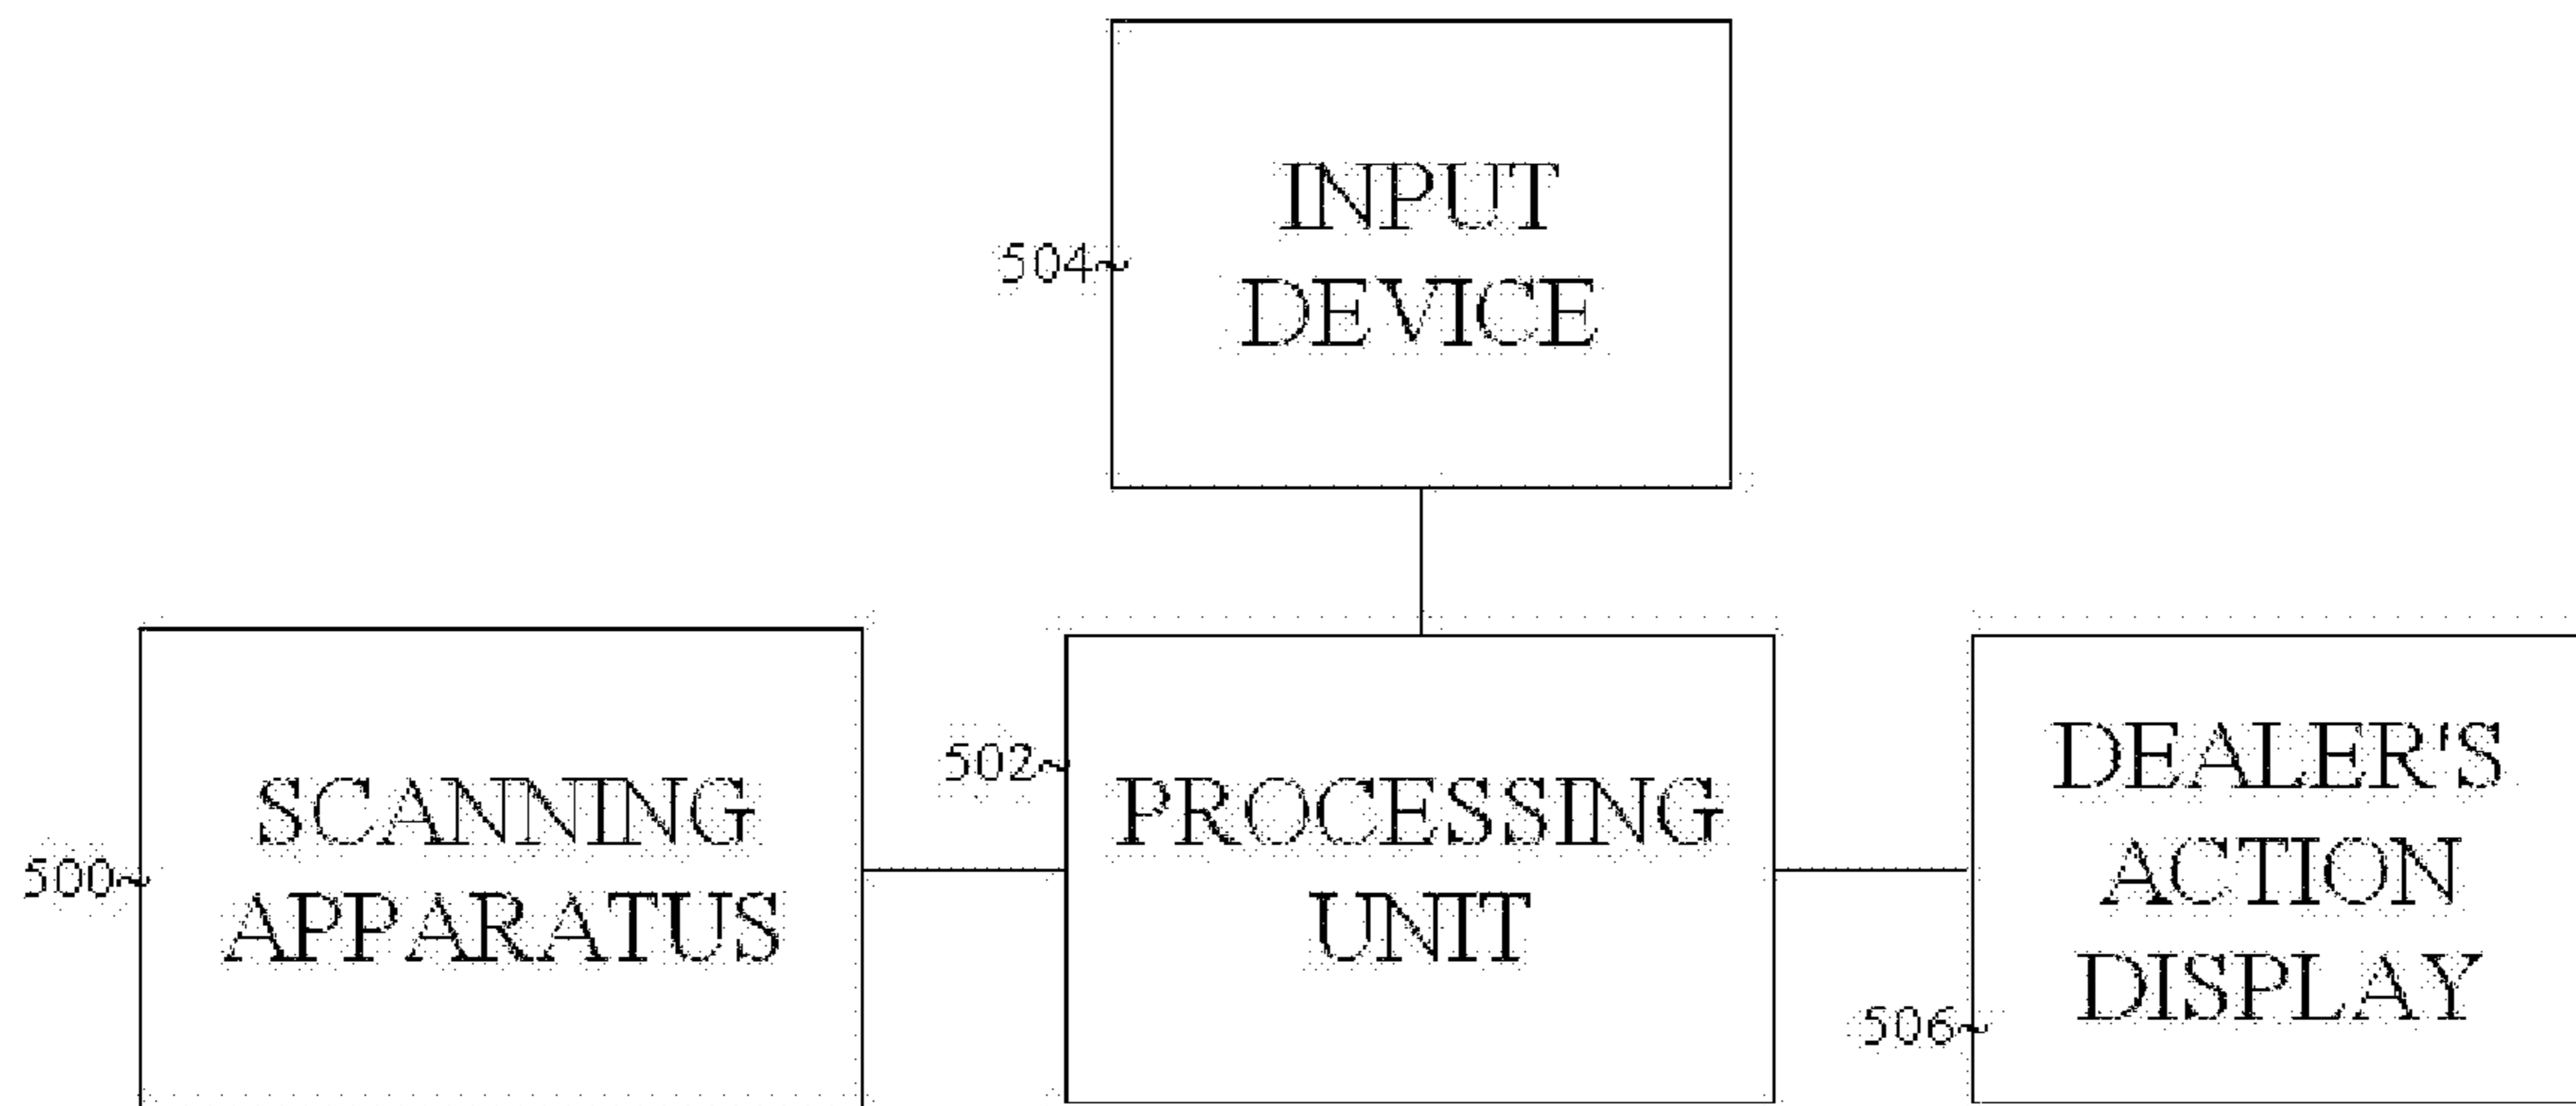 INPUT
DEVICE
504~
SCANNING
APPARATUS
500~
502~
PROCESSING
UNIT
DEALER'S
ACTION
DISPLAY
506~